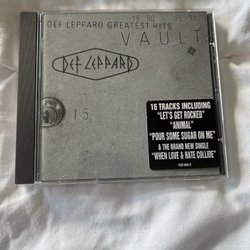 1980 - 1995
DEF LEPPARD GREATEST HITS
VAULT
DEF LEPPARD
15
16 TRACKS INCLUDING
"LET'S GET ROCKED"
"ANIMAL"
"POUR SOME SUGAR ON ME"
& THE BRAND NEW SINGLE
"WHEN LOVE & HATE COLLIDE"